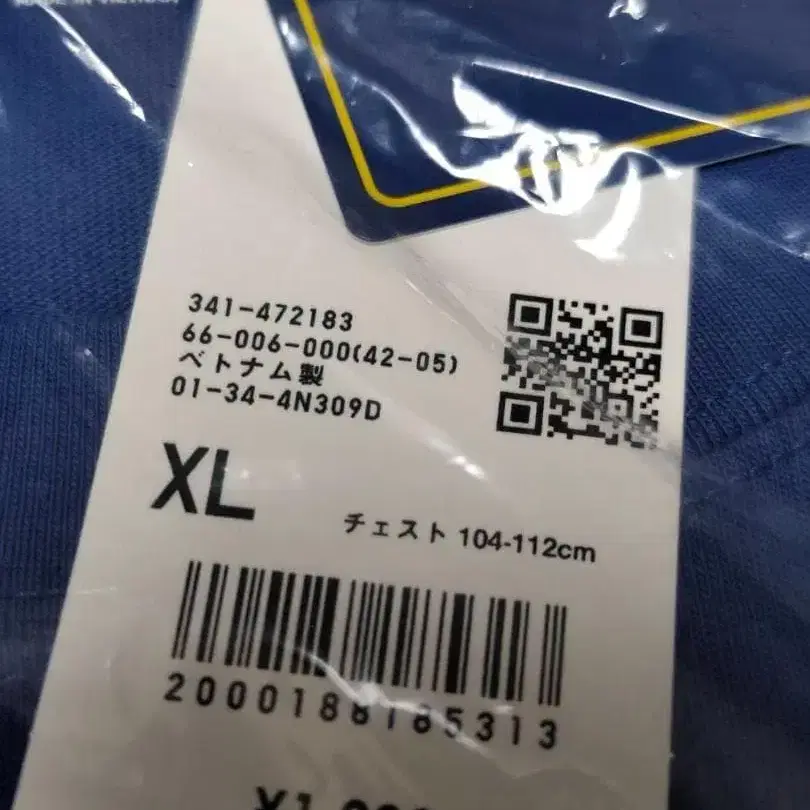 341-472183
66-006-000(42-05)
ベトナム製
01-34-4N309D
XL
チェスト 104-112cm
2000188185313